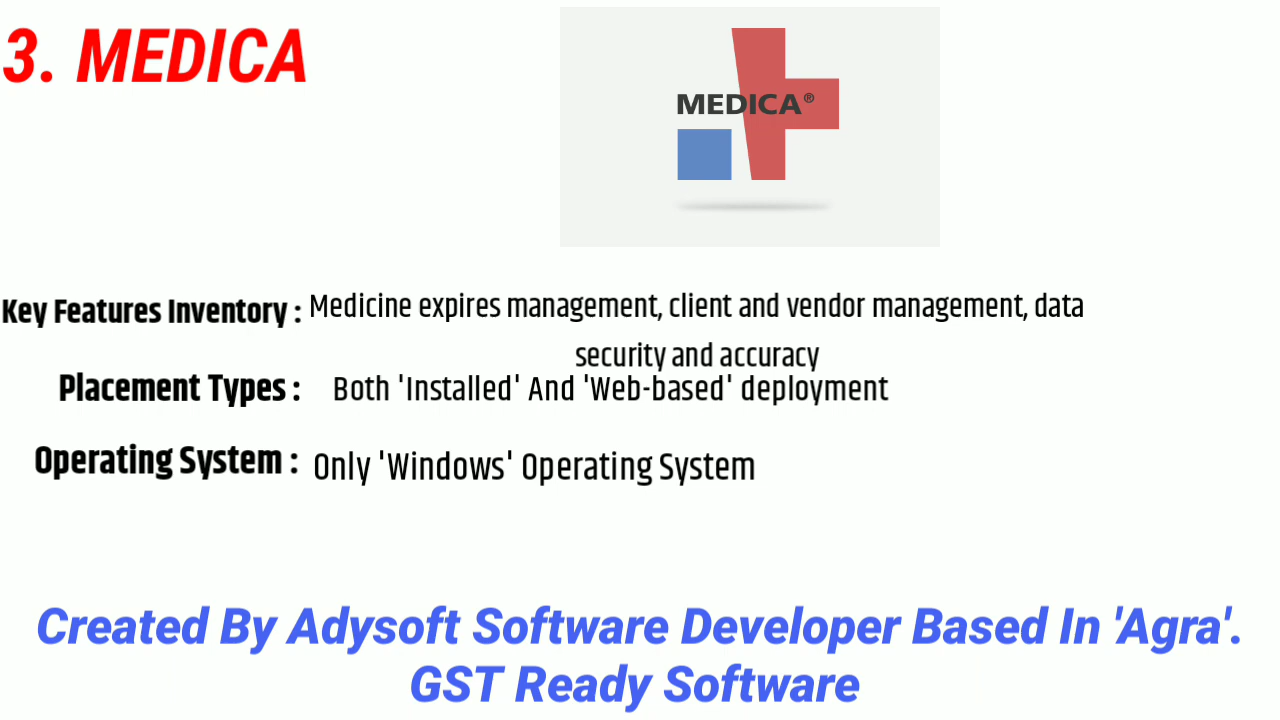 3. MEDICA
MEDICA®
Key Features Inventory : Medicine expires management, client and vendor management, data
security and accuracy
Placement Types : Both 'Installed' And 'Web-based' deployment
Operating System : Only 'Windows' Operating System
Created By Adysoft Software Developer Based In 'Agra'.
GST Ready Software